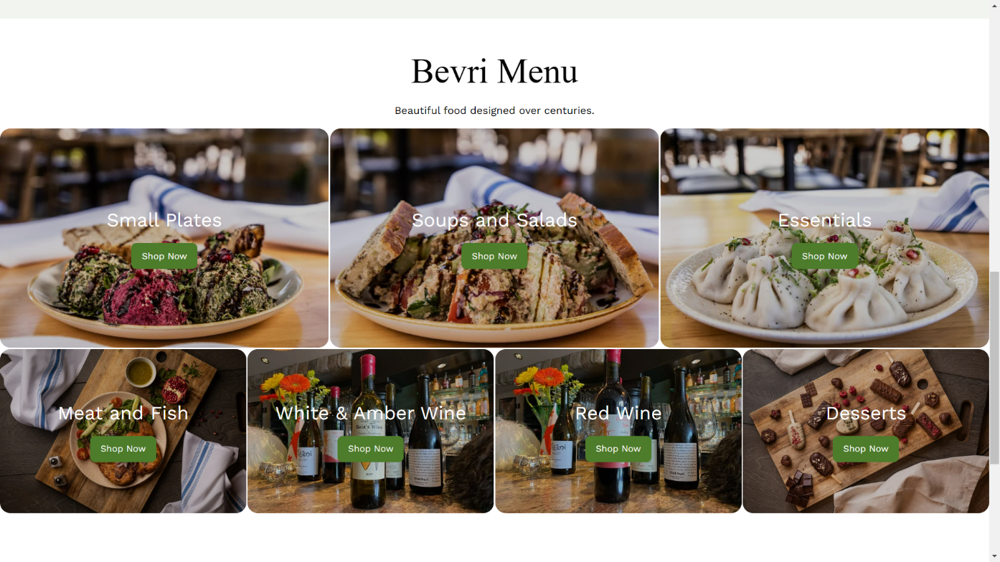 Bevri Menu
Beautiful food designed over centuries.
Small Plates
Shop Now
Soups and Salads
Shop Now
Essentials
Shop Now
Meat and Fish
Shop Now
White & Amber Wine
Shop Now
Red Wine
Shop Now
Desserts
Shop Now